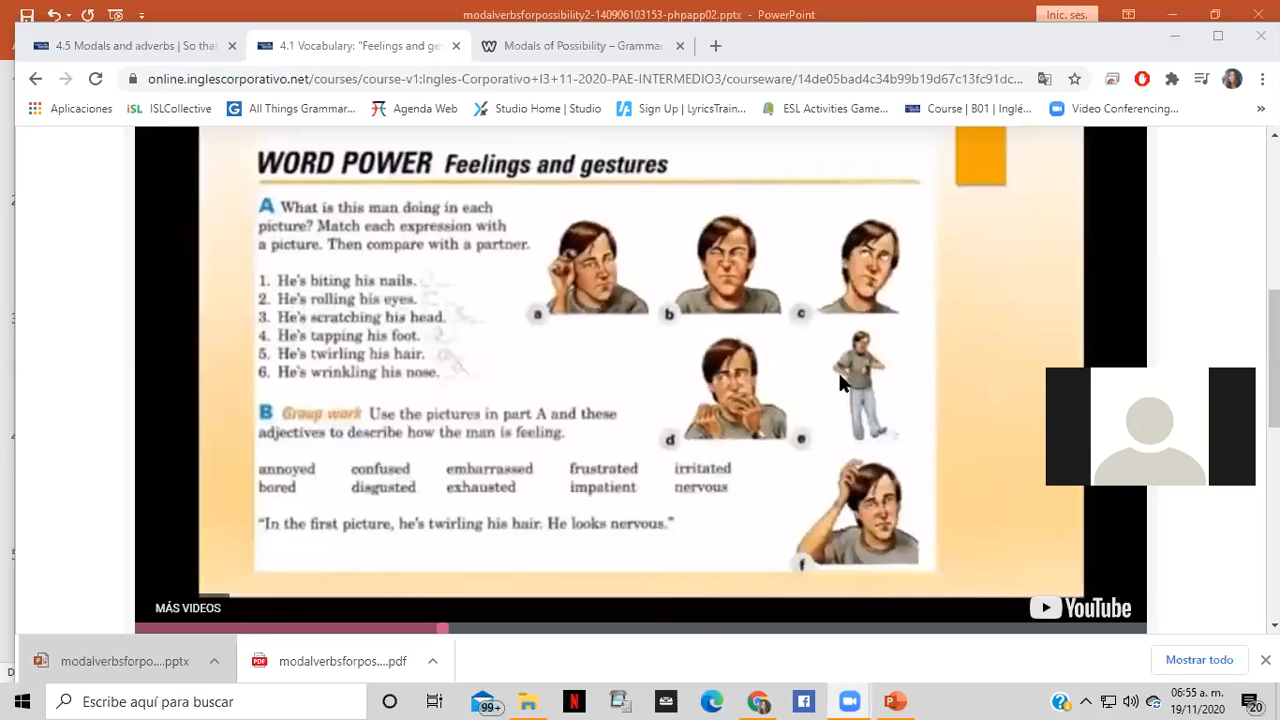 modalverbsforpossibility2-140906103153-phpapp02.pptx - PowerPoint
Inic. ses.
4.5 Modals and adverbs | So tha
4.1 Vocabulary: "Feelings and ge
Modals of Possibility – Gramma
online.inglescorporativo.net/courses/course-v1:Ingles-Corporativo+I3+11-2020-PAE-INTERMEDIO3/courseware/14de05bad4c34b99b19d67c13fc91dc...
Aplicaciones
iSL ISLCollective
All Things Grammar...
Agenda Web
Studio Home | Studio
Sign Up | LyricsTrain...
ESL Activities Game...
Course | B01 | Inglé...
Video Conferencing...
WORD POWER Feelings and gestures
A What is this man doing in each
picture? Match each expression with
a picture. Then compare with a partner.
1. He's biting his nails.
2. He's rolling his eyes.
3. He's scratching his head.
4. He's tapping his foot.
5. He's twirling his hair.
6. He's wrinkling his nose.
a
b
c
d
e
f
B Group work Use the pictures in part A and these
adjectives to describe how the man is feeling.
annoyed confused embarrassed frustrated irritated
bored disgusted exhausted impatient nervous
"In the first picture, he's twirling his hair. He looks nervous."
MÁS VIDEOS
YouTube
modalverbsforpo....pptx
modalverbsforpos....pdf
Mostrar todo
Escribe aquí para buscar
99+
06:55 a. m.
19/11/2020
20